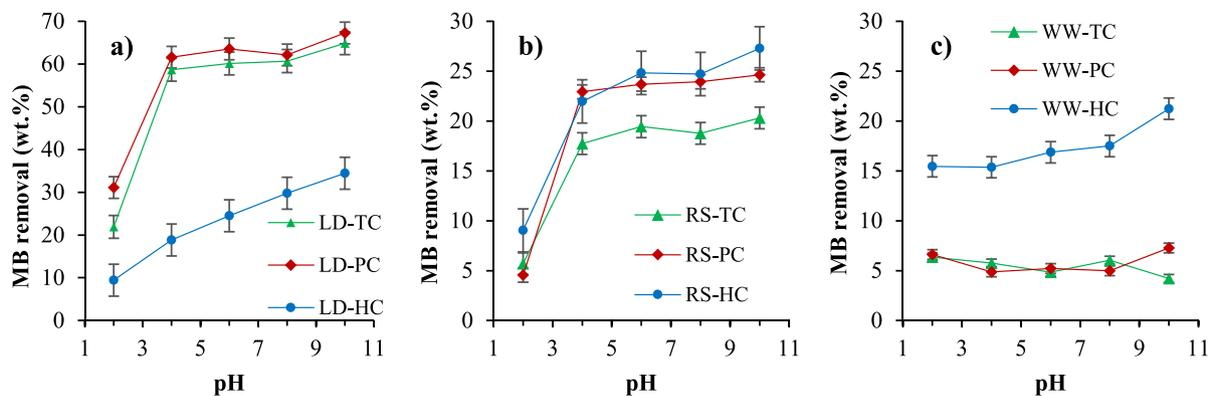 a)
MB removal (wt.%)
70
60
50
40
30
20
10
0
1 3 5 7 9 11
pH
LD-TC
LD-PC
LD-HC
b)
MB removal (wt.%)
30
25
20
15
10
5
0
1 3 5 7 9 11
pH
RS-TC
RS-PC
RS-HC
c)
MB removal (wt.%)
30
25
20
15
10
5
0
1 3 5 7 9 11
pH
WW-TC
WW-PC
WW-HC